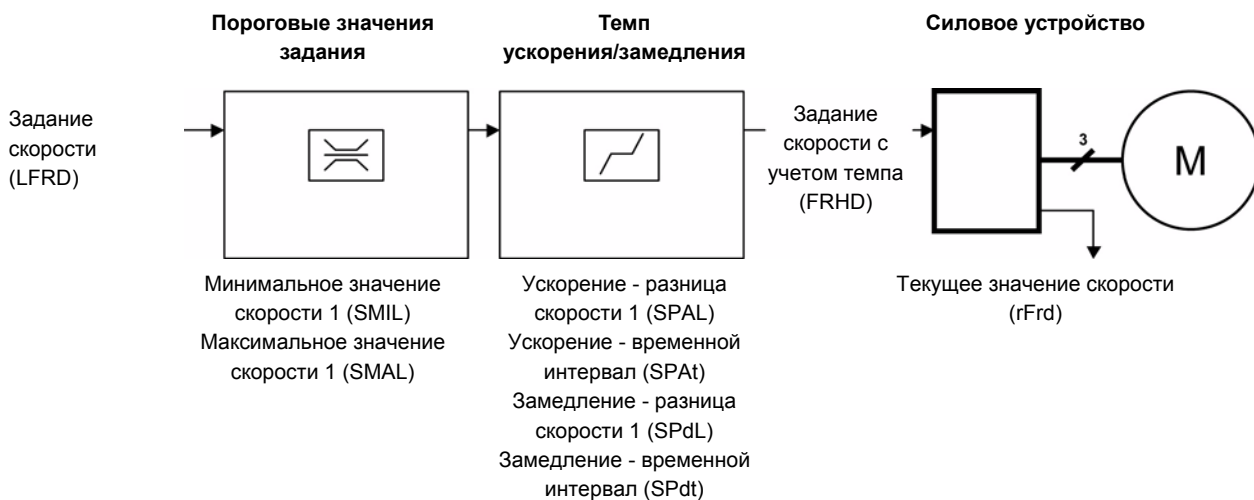 Пороговые значения
задания
Темп
ускорения/замедления
Силовое устройство
Задание
скорости
(LFRD)
Задание
скорости с
учетом темпа
(FRHD)
3
M
Минимальное значение
скорости 1 (SMIL)
Максимальное значение
скорости 1 (SMAL)
Ускорение - разница
скорости 1 (SPAL)
Ускорение - временной
интервал (SPAt)
Замедление - разница
скорости 1 (SPdL)
Замедление - временной
интервал (SPdt)
Текущее значение скорости
(rFrd)